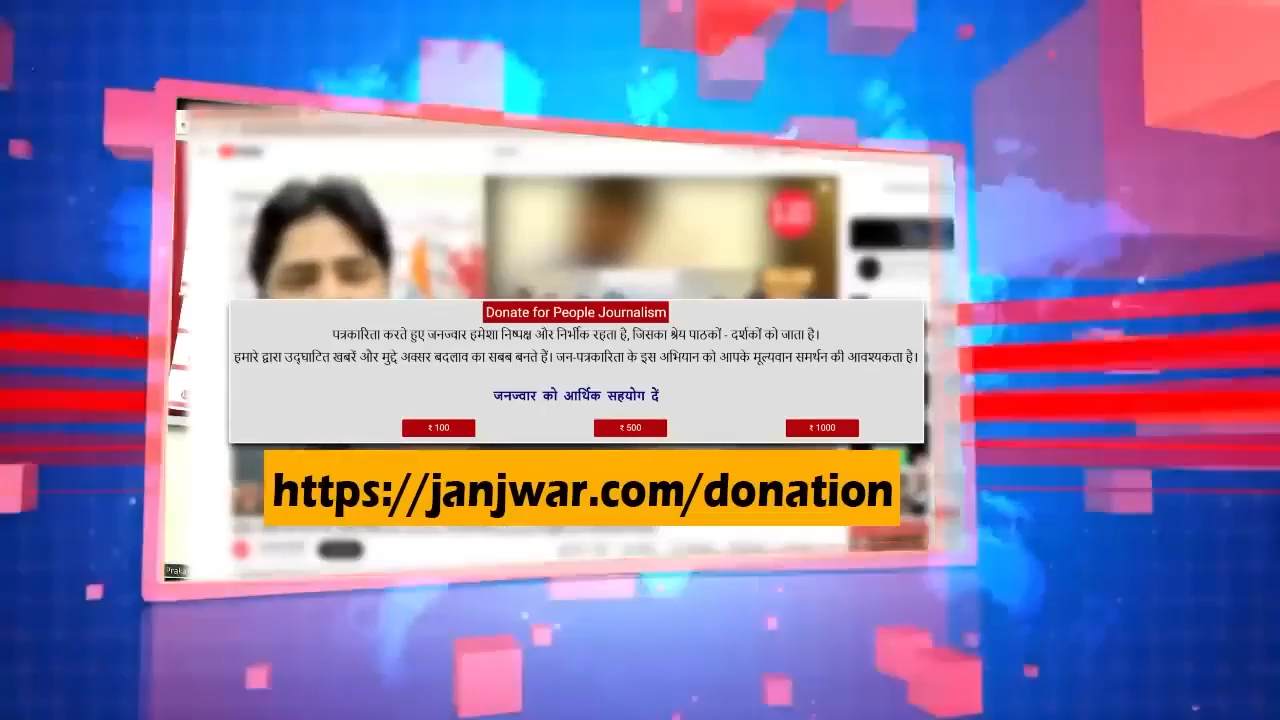 Donate for People Journalism
पत्रकारिता करते हुए जनज्वार हमेशा निष्पक्ष और निर्भीक रहता है, जिसका श्रेय पाठकों - दर्शकों को जाता है।
हमारे द्वारा उद्घाटित खबरें और मुद्दे अक्सर बदलाव का सबब बनते हैं। जन-पत्रकारिता के इस अभियान को आपके मूल्यवान समर्थन की आवश्यकता है।
जनज्वार को आर्थिक सहयोग दें
₹ 100 ₹ 500 ₹ 1000
https://janjwar.com/donation